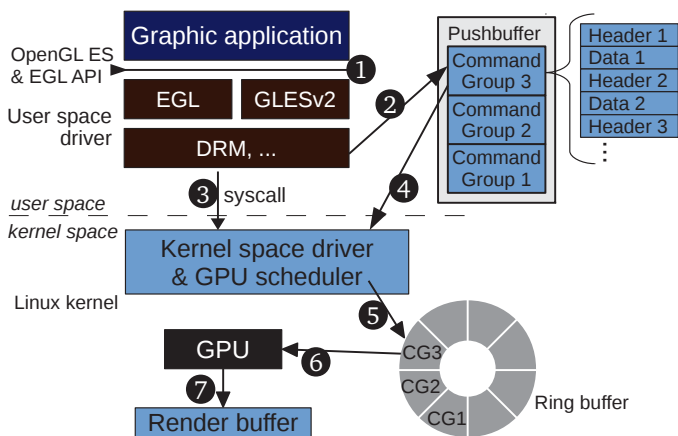 Graphic application
OpenGL ES
& EGL API
1
EGL
GLESv2
User space
driver
2
DRM, ...
3
syscall
4
Pushbuffer
Command
Group 3
Command
Group 2
Command
Group 1
Header 1
Data 1
Header 2
Data 2
Header 3
⋮
user space
kernel space
Kernel space driver
& GPU scheduler
Linux kernel
5
GPU
6
CG3
CG2
CG1
Ring buffer
7
Render buffer